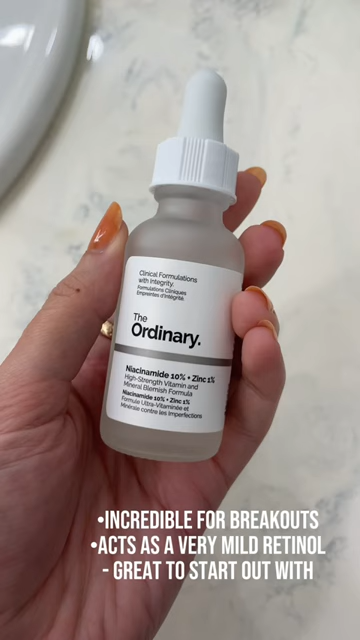 Clinical Formulations
with Integrity.
Formulations Cliniques
Empreintes d'Intégrité.
The
Ordinary.
Niacinamide 10% + Zinc 1%
High-Strength Vitamin and
Mineral Blemish Formula
Niacinamide 10% + Zinc 1%
Formule Ultra-Vitaminée et
Minérale contre les Imperfections
•INCREDIBLE FOR BREAKOUTS
•ACTS AS A VERY MILD RETINOL
- GREAT TO START OUT WITH